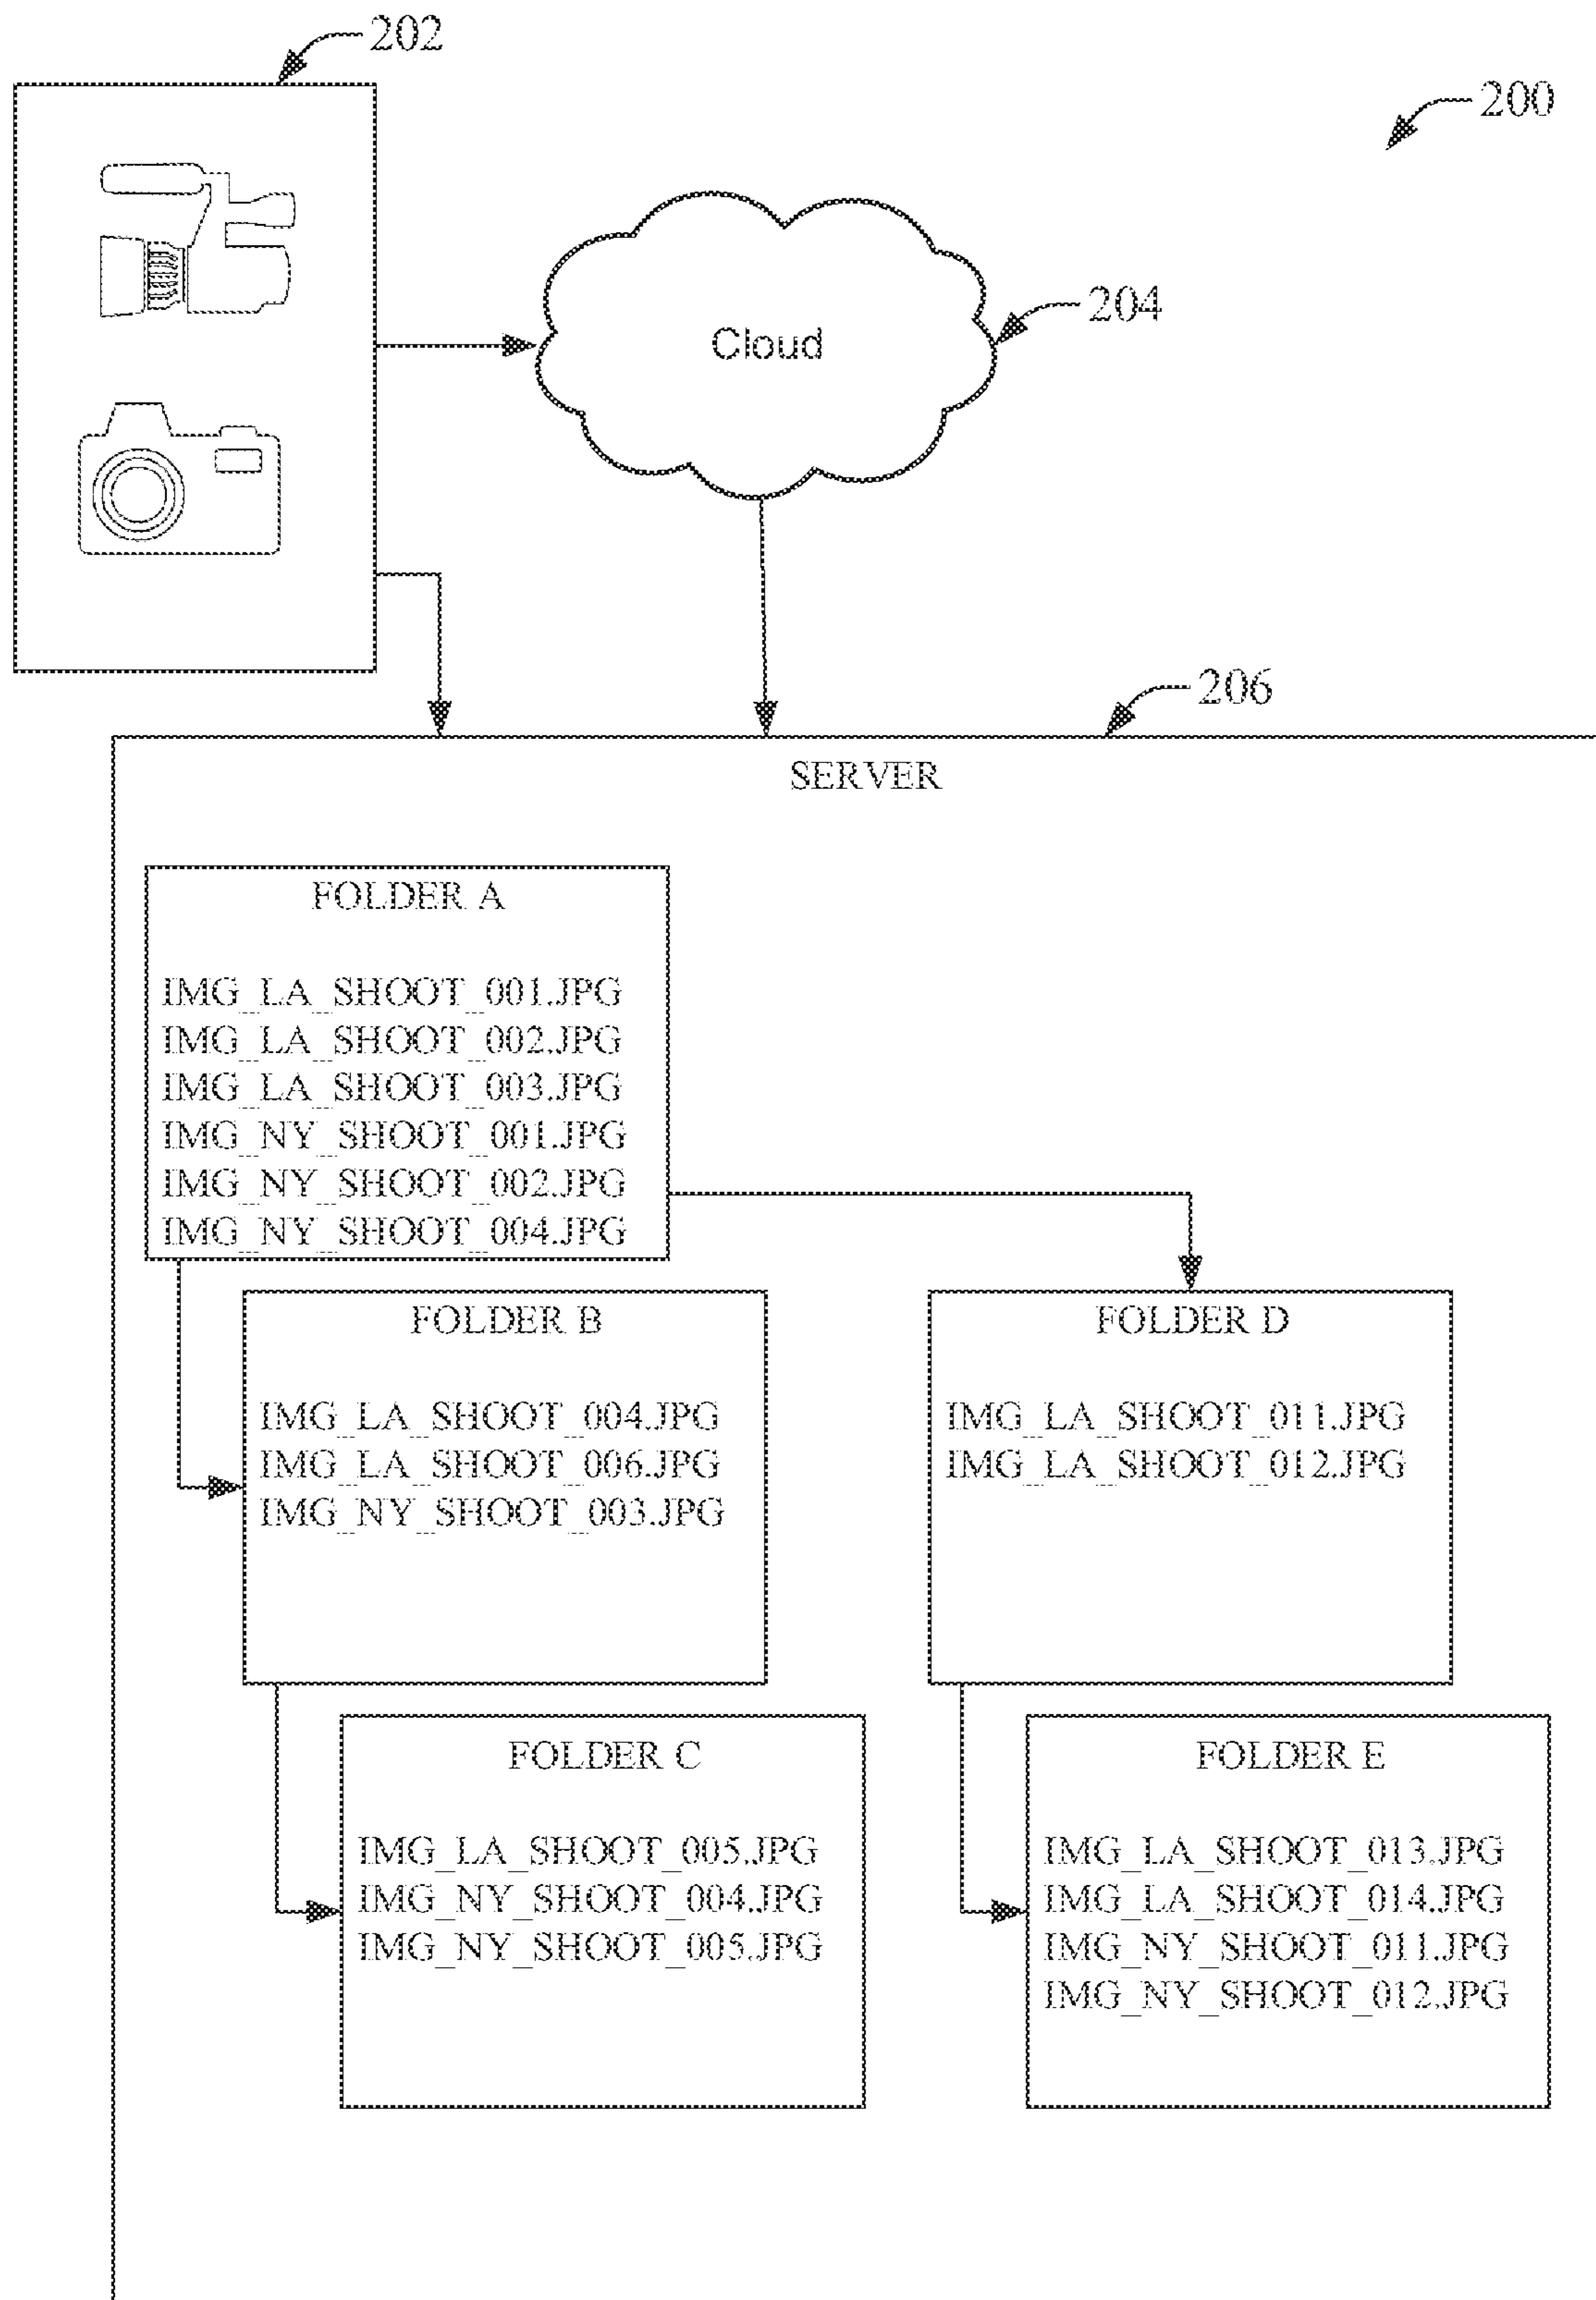 202
200
204
Cloud
206
SERVER
FOLDER A
IMG_LA_SHOOT_001.JPG
IMG_LA_SHOOT_002.JPG
IMG_LA_SHOOT_003.JPG
IMG_NY_SHOOT_001.JPG
IMG_NY_SHOOT_002.JPG
IMG_NY_SHOOT_004.JPG
FOLDER B
IMG_LA_SHOOT_004.JPG
IMG_LA_SHOOT_006.JPG
IMG_NY_SHOOT_003.JPG
FOLDER D
IMG_LA_SHOOT_011.JPG
IMG_LA_SHOOT_012.JPG
FOLDER C
IMG_LA_SHOOT_005.JPG
IMG_NY_SHOOT_004.JPG
IMG_NY_SHOOT_005.JPG
FOLDER E
IMG_LA_SHOOT_013.JPG
IMG_LA_SHOOT_014.JPG
IMG_NY_SHOOT_011.JPG
IMG_NY_SHOOT_012.JPG